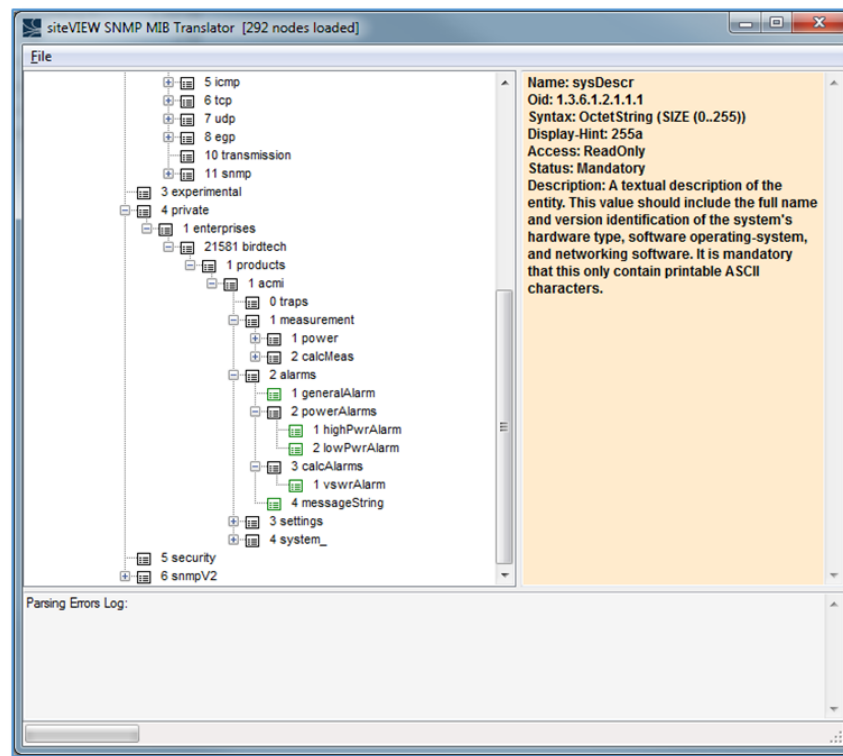 siteVIEW SNMP MIB Translator [292 nodes loaded]
File
5 icmp
6 tcp
7 udp
8 egp
10 transmission
11 snmp
3 experimental
4 private
1 enterprises
21581 birdtech
1 products
1 acmi
0 traps
1 measurement
1 power
2 calcMeas
2 alarms
1 generalAlarm
2 powerAlarms
1 highPwrAlarm
2 lowPwrAlarm
3 calcAlarms
1 vswrAlarm
4 messageString
3 settings
4 system_
5 security
6 snmpV2
Name: sysDescr
Oid: 1.3.6.1.2.1.1.1
Syntax: OctetString (SIZE (0..255))
Display-Hint: 255a
Access: ReadOnly
Status: Mandatory
Description: A textual description of the
entity. This value should include the full name
and version identification of the system's
hardware type, software operating-system,
and networking software. It is mandatory
that this only contain printable ASCII
characters.
Parsing Errors Log: